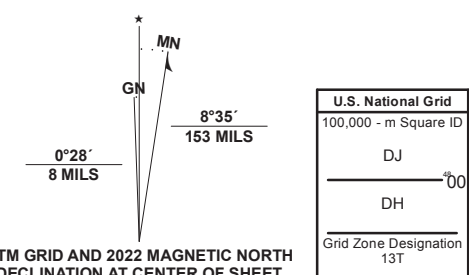 ★
MN
GN
8°35´
153 MILS
0°28´
8 MILS
TM GRID AND 2022 MAGNETIC NORTH
DECLINATION AT CENTER OF SHEET
U.S. National Grid
100,000 - m Square ID
DJ
4800
DH
Grid Zone Designation
13T